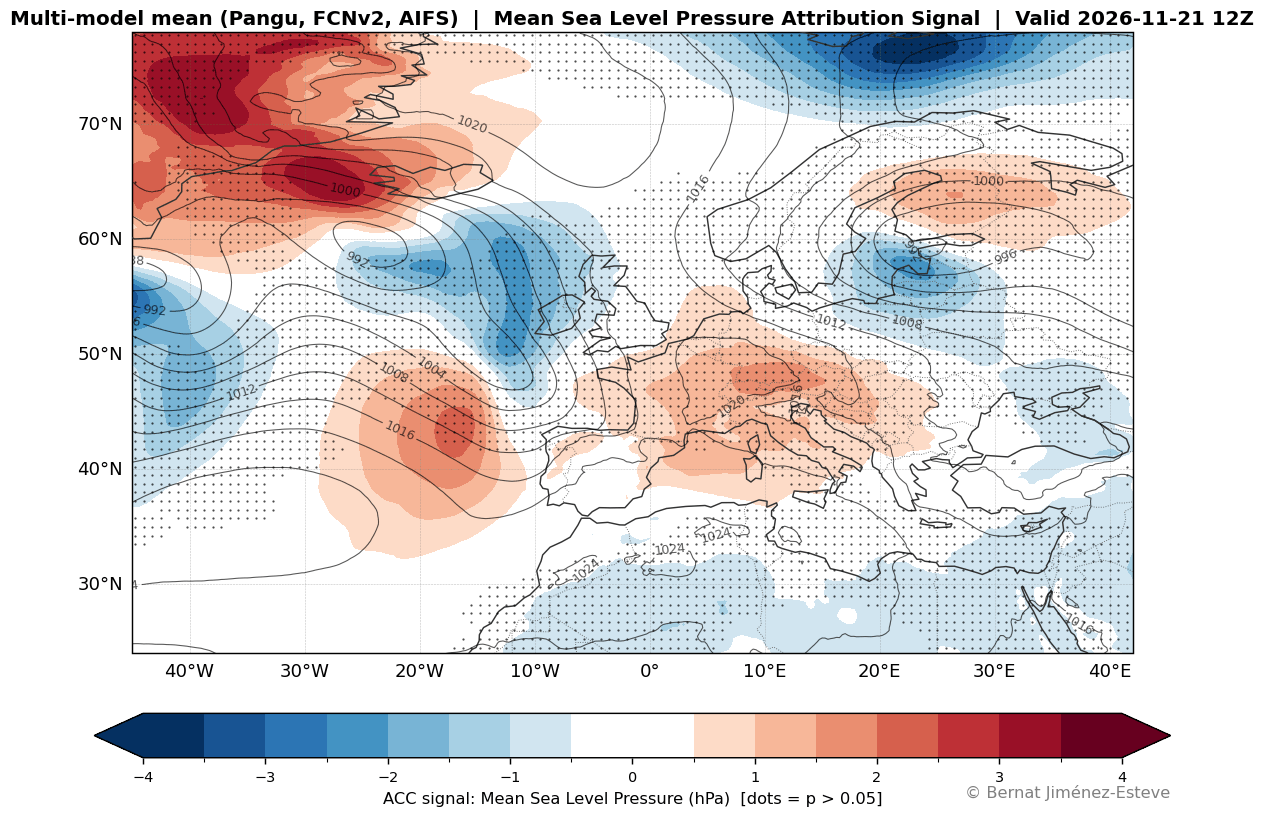 Multi-model mean (Pangu, FCNv2, AIFS)  |  Mean Sea Level Pressure Attribution Signal  |  Valid 2026-11-21 12Z
70°N
60°N
50°N
40°N
30°N
1020
1016
1000
1000
992
996
992
1012
1008
1004
1008
1012
1016
1020
1016
1024
1024
1024
1016
40°W
30°W
20°W
10°W
0°
10°E
20°E
30°E
40°E
−4
−3
−2
−1
0
1
2
3
4
ACC signal: Mean Sea Level Pressure (hPa)  [dots = p > 0.05]
© Bernat Jiménez-Esteve